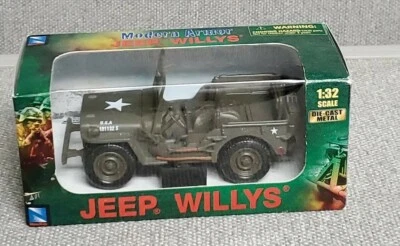 Modern Armor
JEEP® WILLYS®
WARNING:
1:32
SCALE
DIE-CAST
METAL
JEEP® WILLYS®